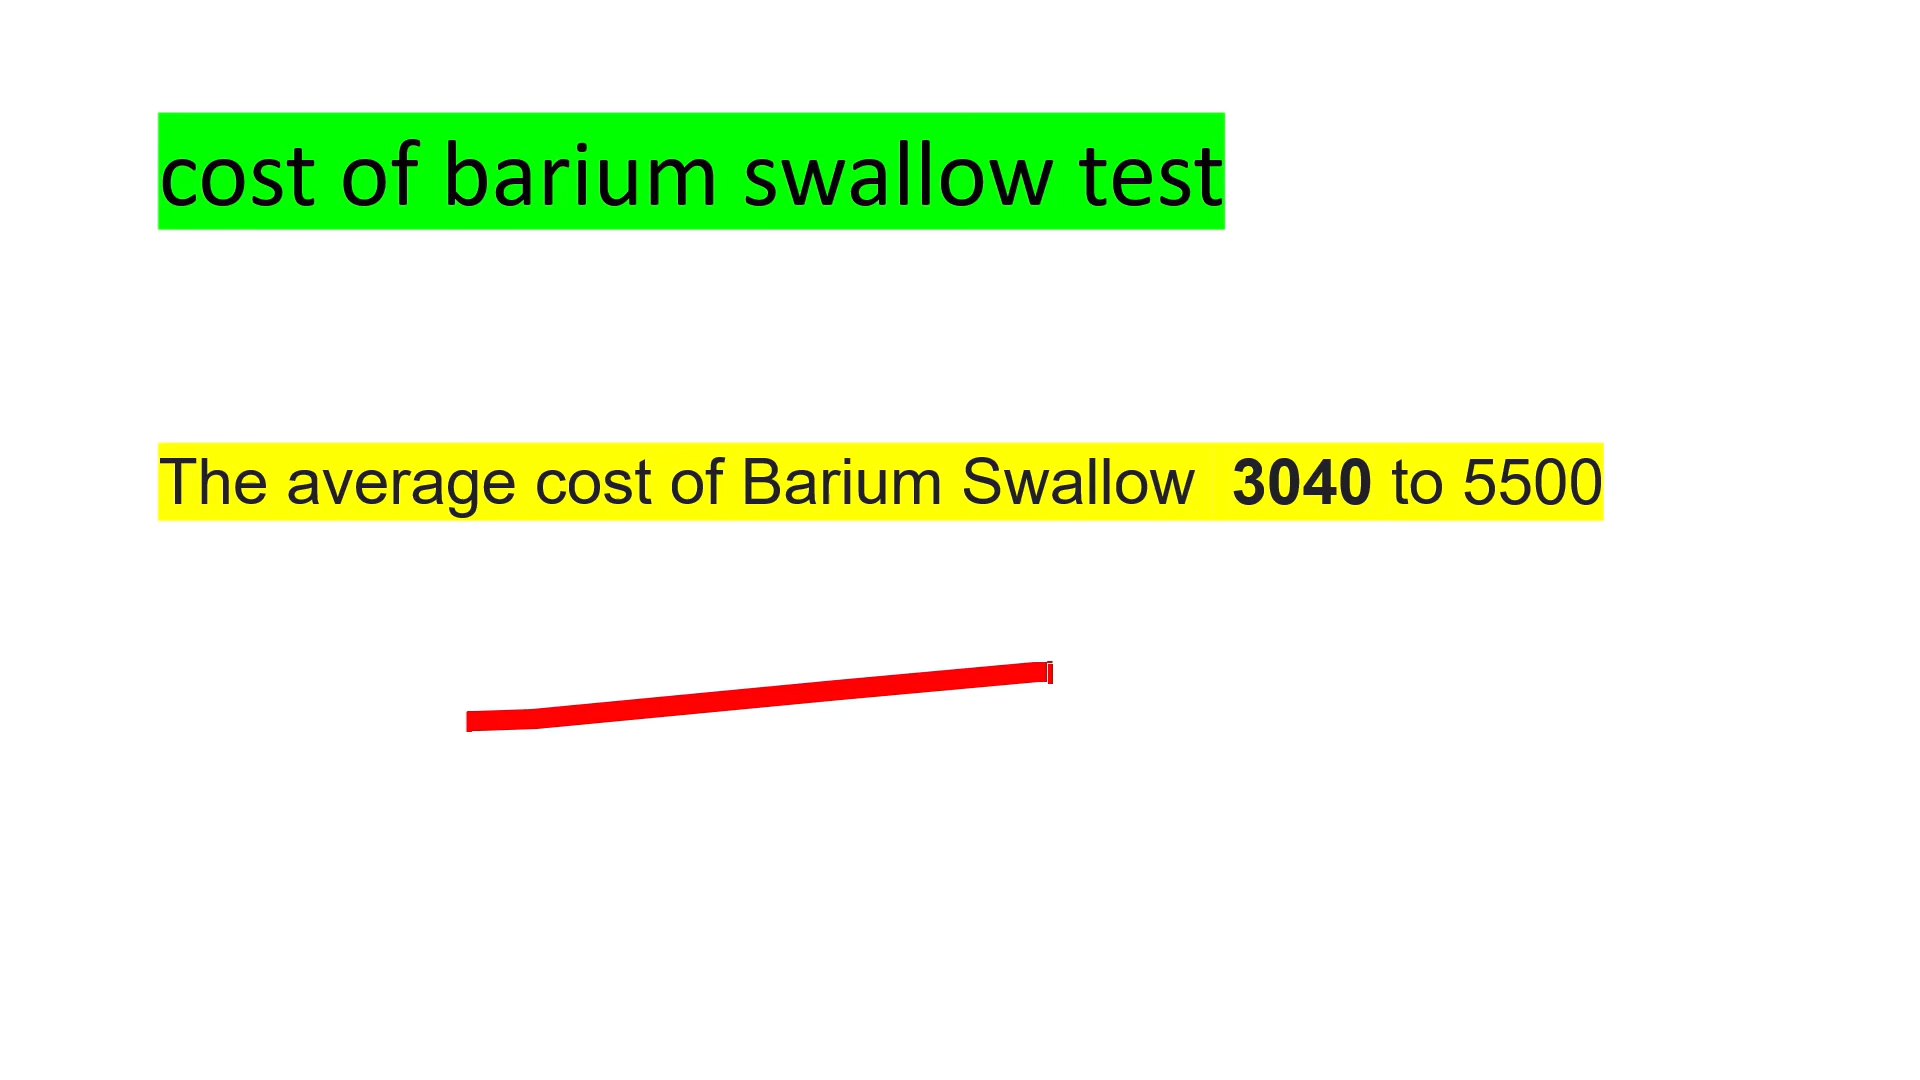 cost of barium swallow test
The average cost of Barium Swallow 3040 to 5500